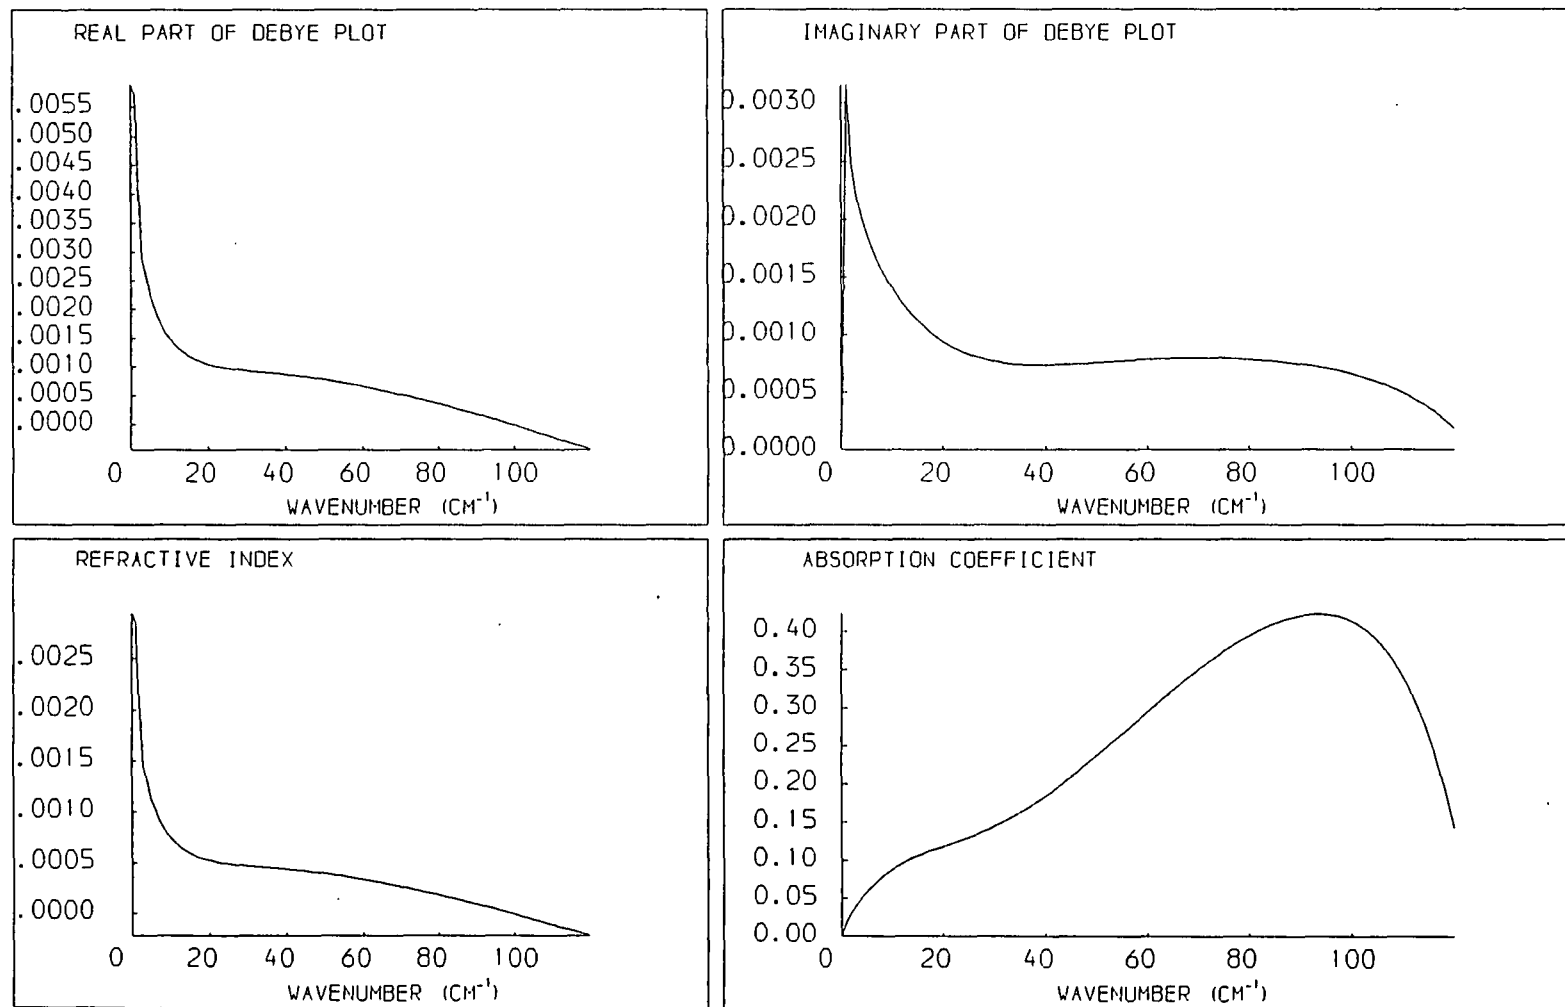 REAL PART OF DEBYE PLOT
.0055
.0050
.0045
.0040
.0035
.0030
.0025
.0020
.0015
.0010
.0005
.0000
0 20 40 60 80 100
WAVENUMBER (CM⁻¹)
IMAGINARY PART OF DEBYE PLOT
0.0030
0.0025
0.0020
0.0015
0.0010
0.0005
0.0000
0 20 40 60 80 100
WAVENUMBER (CM⁻¹)
REFRACTIVE INDEX
.0025
.0020
.0015
.0010
.0005
.0000
0 20 40 60 80 100
WAVENUMBER (CM⁻¹)
ABSORPTION COEFFICIENT
0.40
0.35
0.30
0.25
0.20
0.15
0.10
0.05
0.00
0 20 40 60 80 100
WAVENUMBER (CM⁻¹)